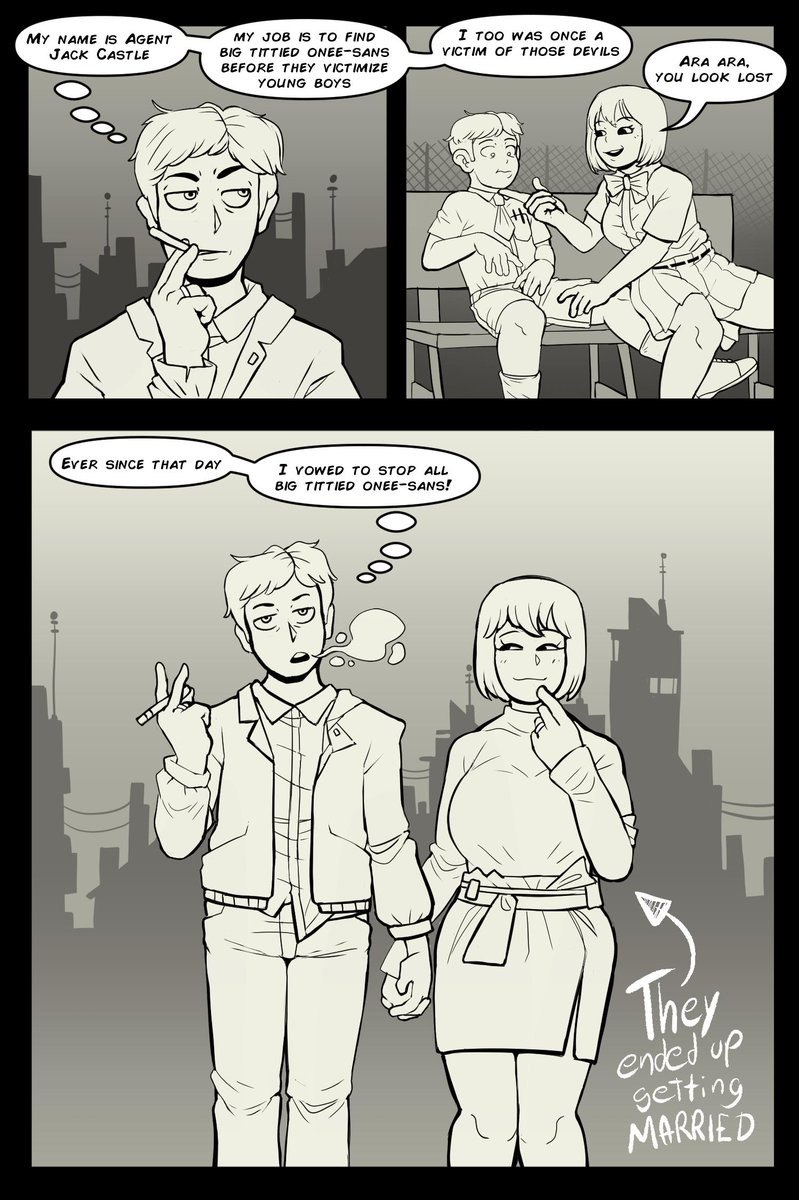 My name is Agent
Jack Castle
my job is to find
big tittied onee-sans
before they victimize
young boys
I too was once a
victim of those devils
Ara ara,
you look lost
H
Ever since that day
I vowed to stop all
big tittied onee-sans!
They
ended up
getting
MARRIED